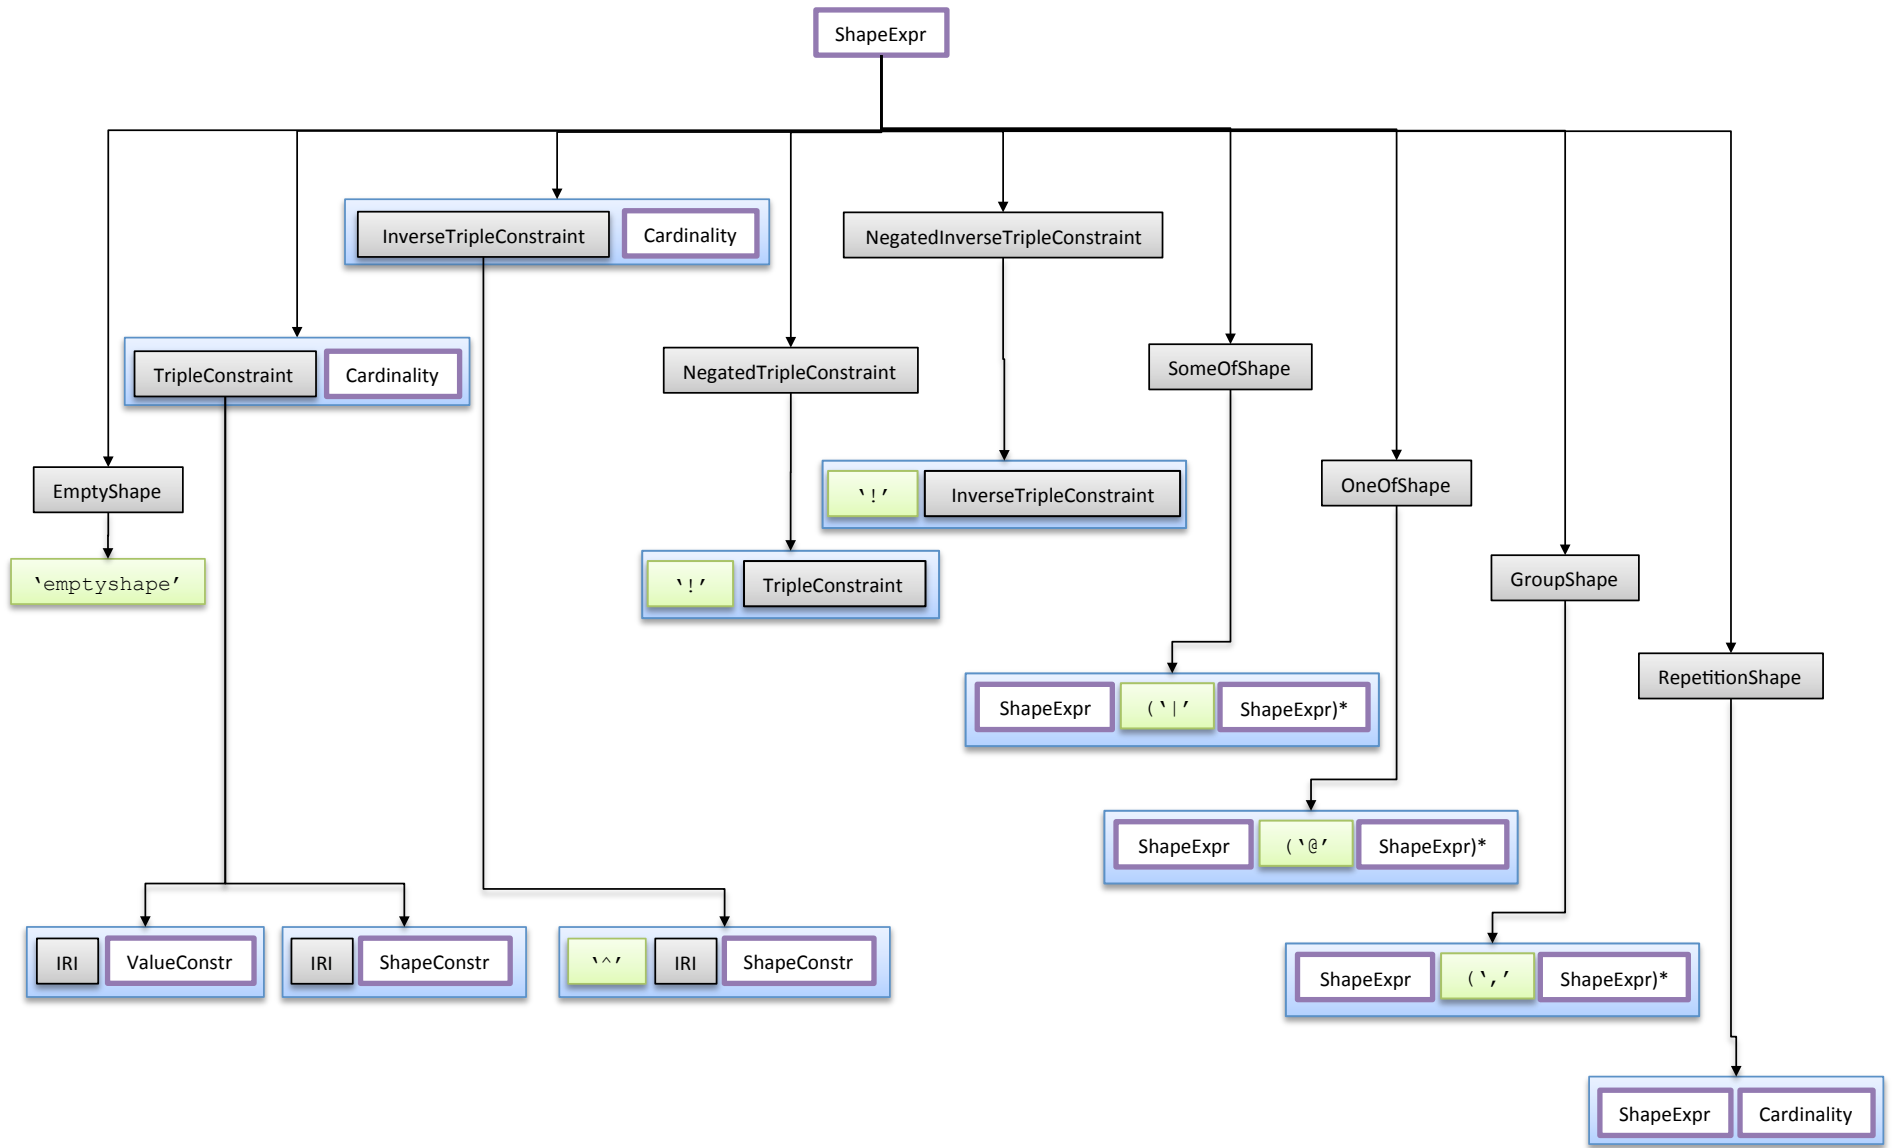 ShapeExpr
InverseTripleConstraint Cardinality
NegatedInverseTripleConstraint
TripleConstraint Cardinality
NegatedTripleConstraint
SomeOfShape
EmptyShape
‘!’ InverseTripleConstraint
OneOfShape
‘emptyshape’
‘!’ TripleConstraint
GroupShape
RepetitionShape
ShapeExpr (‘|’ ShapeExpr)*
ShapeExpr (‘@’ ShapeExpr)*
IRI ValueConstr
IRI ShapeConstr
‘^’ IRI ShapeConstr
ShapeExpr (‘,’ ShapeExpr)*
ShapeExpr Cardinality